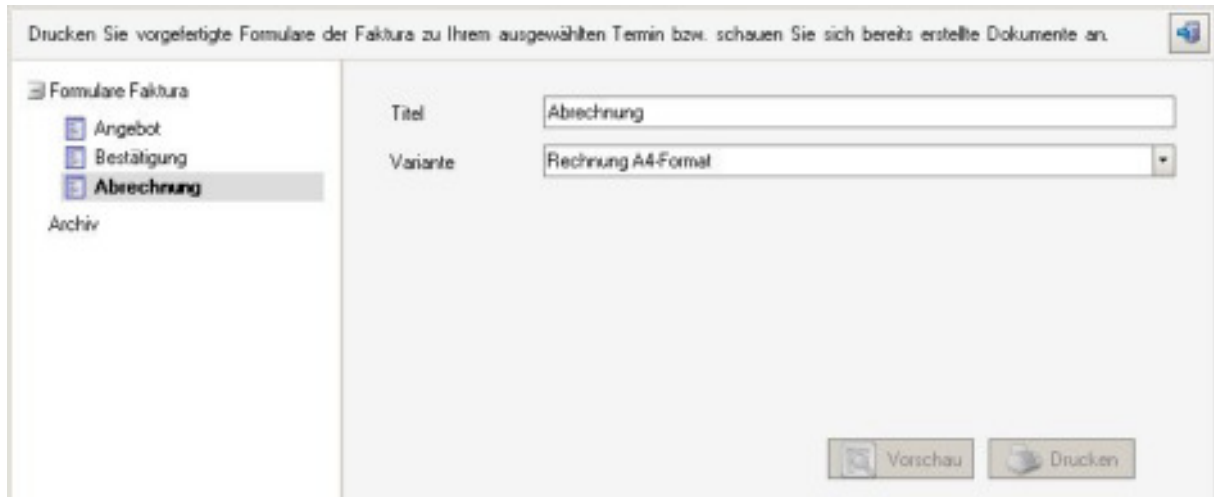 Drucken Sie vorgefertigte Formulare der Faktura zu Ihrem ausgewählten Termin bzw. schauen Sie sich bereits erstellte Dokumente an.
Formulare Faktura
Angebot
Bestätigung
Abrechnung
Archiv
Titel Abrechnung
Variante Rechnung A4-Format
Vorschau Drucken